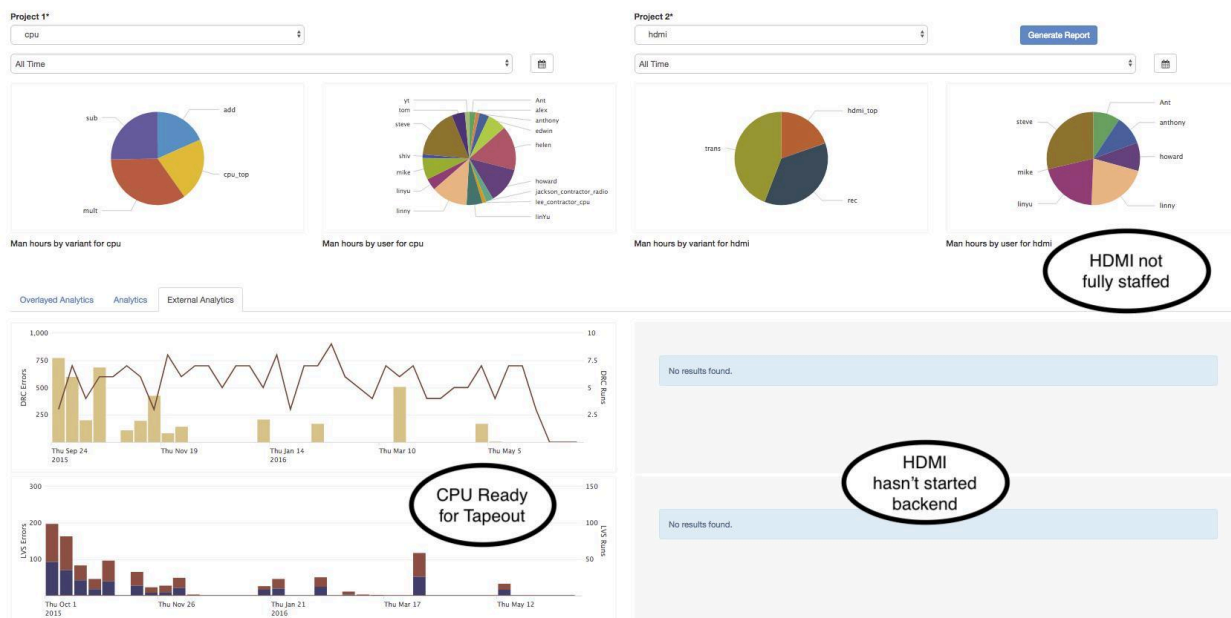 Project 1*
cpu
All Time
Project 2*
hdmi
Generate Report
All Time
add
sub
cpu_top
mult
Man hours by variant for cpu
yt
Ant
tom
alex
steve
anthony
edwin
helen
shiv
mike
howard
jackson_contractor_radio
linyu
lee_contractor_cpu
linny
linYu
Man hours by user for cpu
hdmi_top
trans
rec
Man hours by variant for hdmi
Ant
steve
anthony
howard
mike
linyu
linny
Man hours by user for hdmi
HDMI not
fully staffed
Overlayed Analytics
Analytics
External Analytics
1,000
750
500
250
DRC Errors
10
7.5
5
2.5
DRC Runs
Thu Sep 24
2015
Thu Nov 19
Thu Jan 14
2016
Thu Mar 10
Thu May 5
No results found.
HDMI
hasn't started
backend
300
200
100
LVS Errors
150
100
50
LVS Runs
CPU Ready
for Tapeout
Thu Oct 1
2015
Thu Nov 26
Thu Jan 21
2016
Thu Mar 17
Thu May 12
No results found.